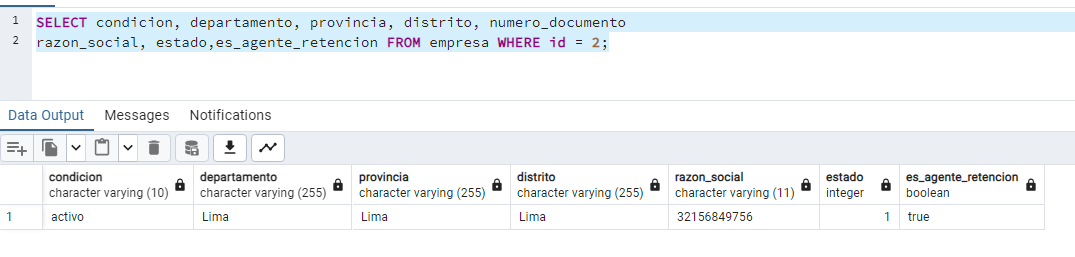 1 SELECT condicion, departamento, provincia, distrito, numero_documento
2 razon_social, estado,es_agente_retencion FROM empresa WHERE id = 2;
Data Output Messages Notifications
condicion departamento provincia distrito razon_social estado es_agente_retencion
character varying (10) character varying (255) character varying (255) character varying (255) character varying (11) integer boolean
1 activo Lima Lima Lima 32156849756 1 true